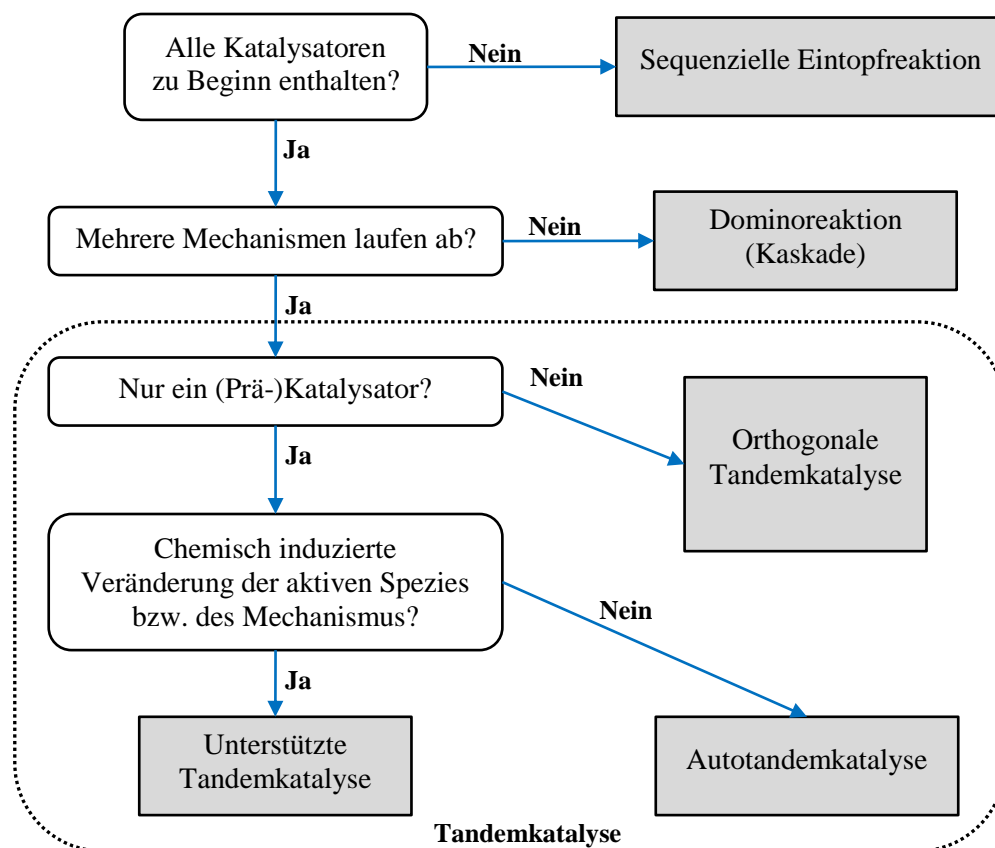 Alle Katalysatoren
zu Beginn enthalten?
Nein
Sequenzielle Eintopfreaktion
Ja
Mehrere Mechanismen laufen ab?
Nein
Dominoreaktion
(Kaskade)
Ja
Nur ein (Prä-)Katalysator?
Nein
Orthogonale
Tandemkatalyse
Ja
Chemisch induzierte
Veränderung der aktiven Spezies
bzw. des Mechanismus?
Nein
Ja
Unterstützte
Tandemkatalyse
Autotandemkatalyse
Tandemkatalyse